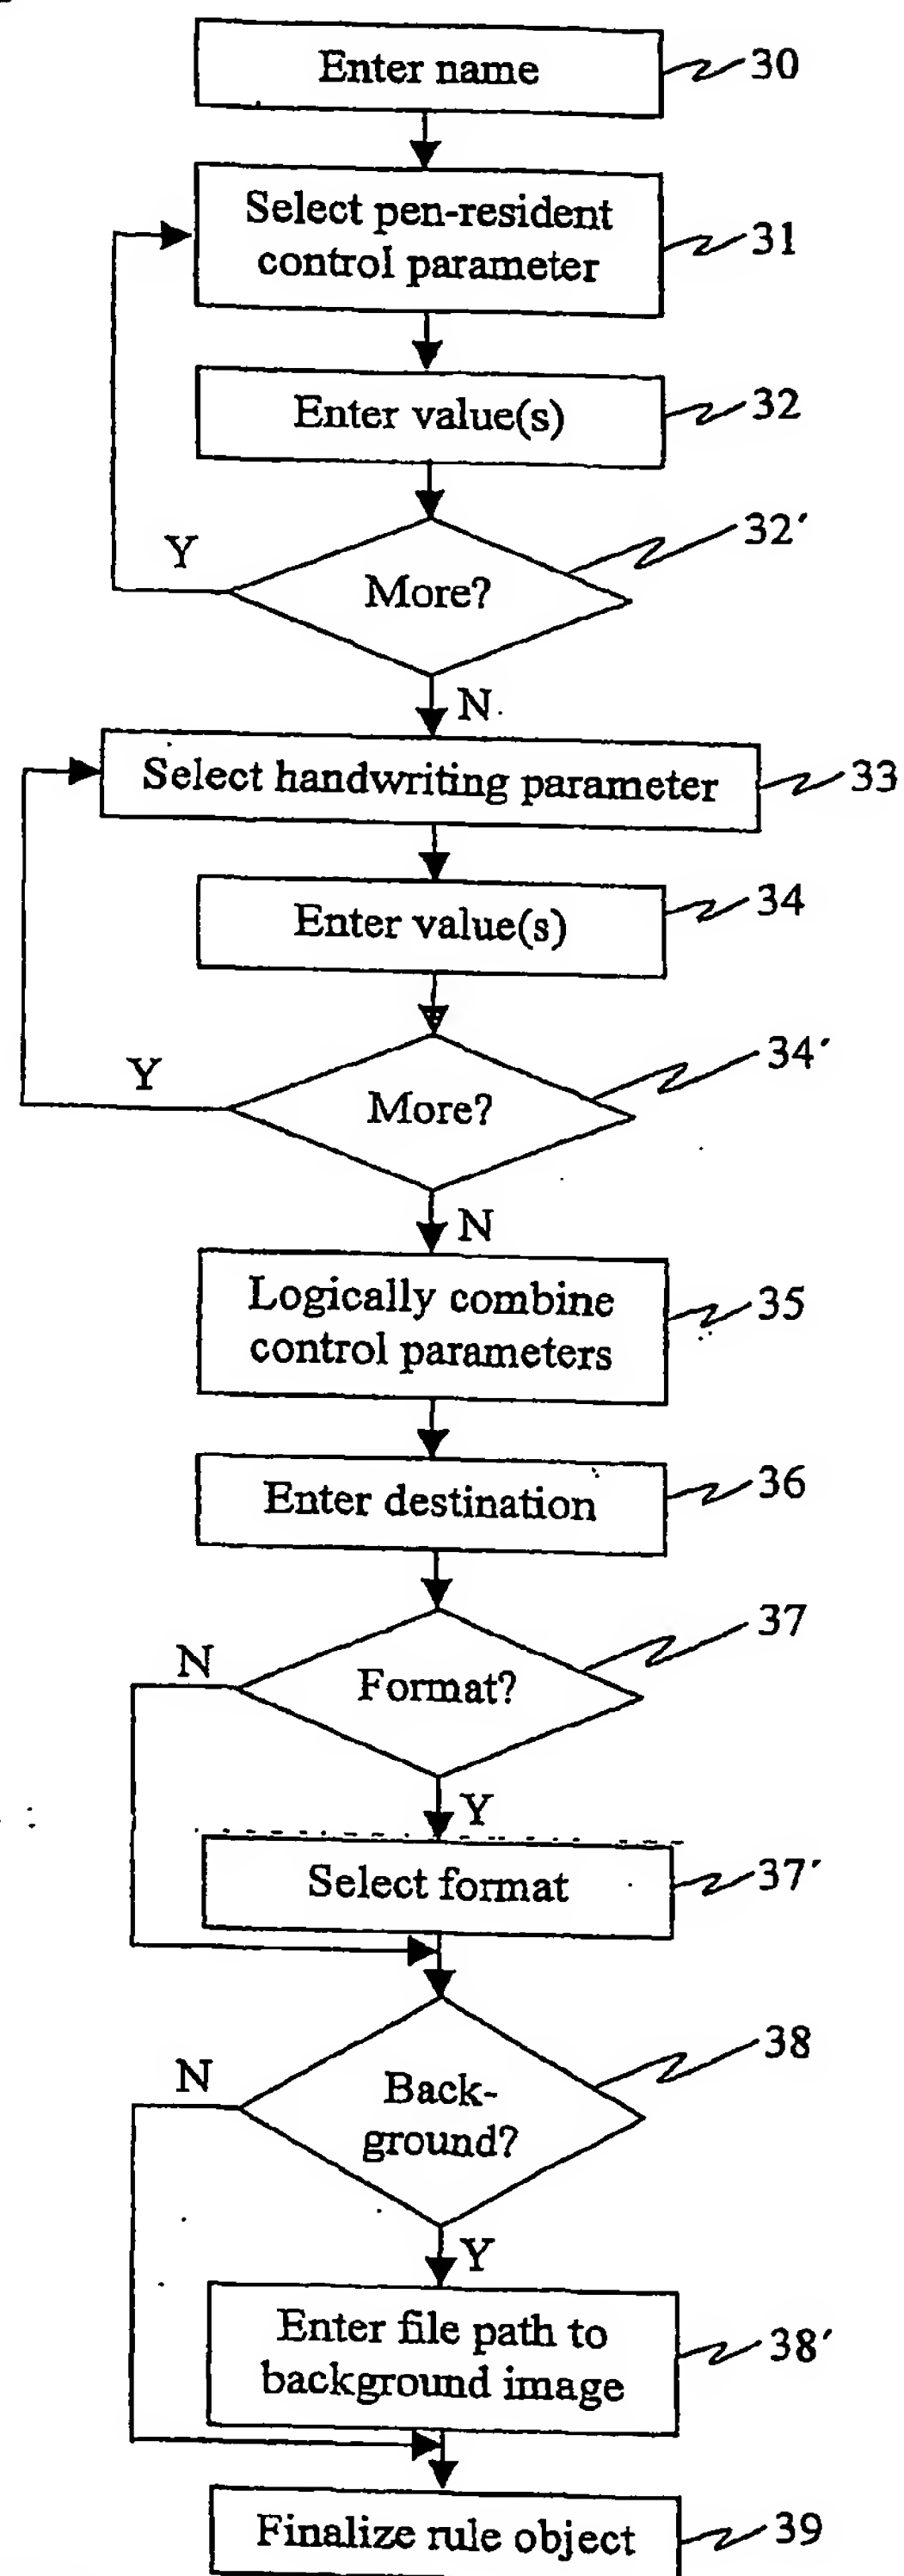 Enter name
30
Select pen-resident
control parameter
31
Enter value(s)
32
32′
Y
More?
N
Select handwriting parameter
33
Enter value(s)
34
34′
Y
More?
N
Logically combine
control parameters
35
Enter destination
36
37
N
Format?
Y
Select format
37′
38
N
Back-
ground?
Y
Enter file path to
background image
38′
Finalize rule object
39